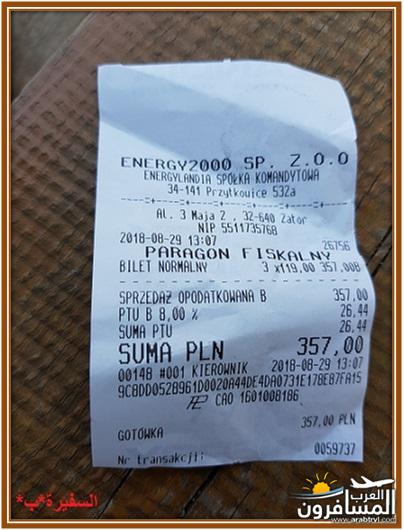 ENERGY2000 SP. Z.O.O
ENERGYLANDIA SPÓŁKA KOMANDYTOWA
34-141 Przytkowice 532a
Al. 3 Maja 2 , 32-640 Zator
NIP 5511735768
2018-08-29 13:07 26756
PARAGON FISKALNY
BILET NORMALNY 3 x119,00 357,00B
SPRZEDAŻ OPODATKOWANA B 357,00
PTU B 8,00 % 26,44
SUMA PTU 26,44
SUMA PLN 357,00
00148 #001 KIEROWNIK 2018-08-29 13:07
9C8DD0528961D0020A44DE4DA0731E178E87FA15
CAO 1601008186
GOTÓWKA 357,00 PLN
Nr transakcji: 0059737
السفيرة*ب*
العرب
المسافرون
www.arabtrvl.com